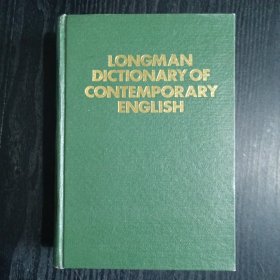 LONGMAN
DICTIONARY OF
CONTEMPORARY
ENGLISH